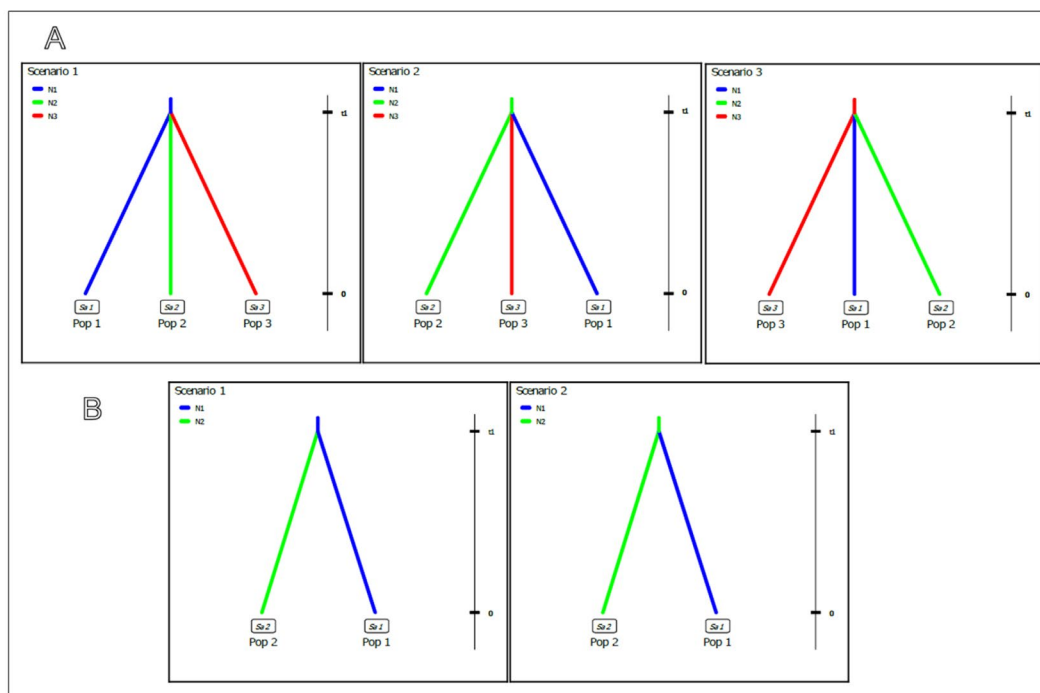 A
Scenario 1
N1
N2
N3
t1
0
Sa 1
Sa 2
Sa 3
Pop 1
Pop 2
Pop 3
Scenario 2
N1
N2
N3
t1
0
Sa 2
Sa 3
Sa 1
Pop 2
Pop 3
Pop 1
Scenario 3
N1
N2
N3
t1
0
Sa 3
Sa 1
Sa 2
Pop 3
Pop 1
Pop 2
B
Scenario 1
N1
N2
t1
0
Sa 2
Sa 1
Pop 2
Pop 1
Scenario 2
N1
N2
t1
0
Sa 2
Sa 1
Pop 2
Pop 1